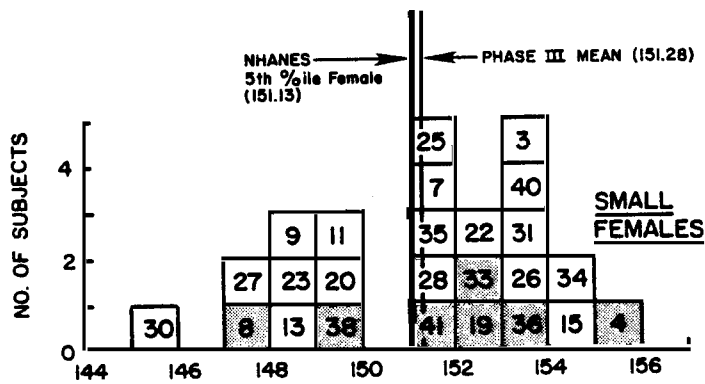 NHANES
5th %ile Female
(151.13)
PHASE III MEAN (151.28)
NO. OF SUBJECTS
SMALL
FEMALES
25 3
4 7 40
9 11 35 22 31
2 27 23 20 28 33 26 34
30 8 13 38 41 19 36 15 4
0
144 146 148 150 152 154 156